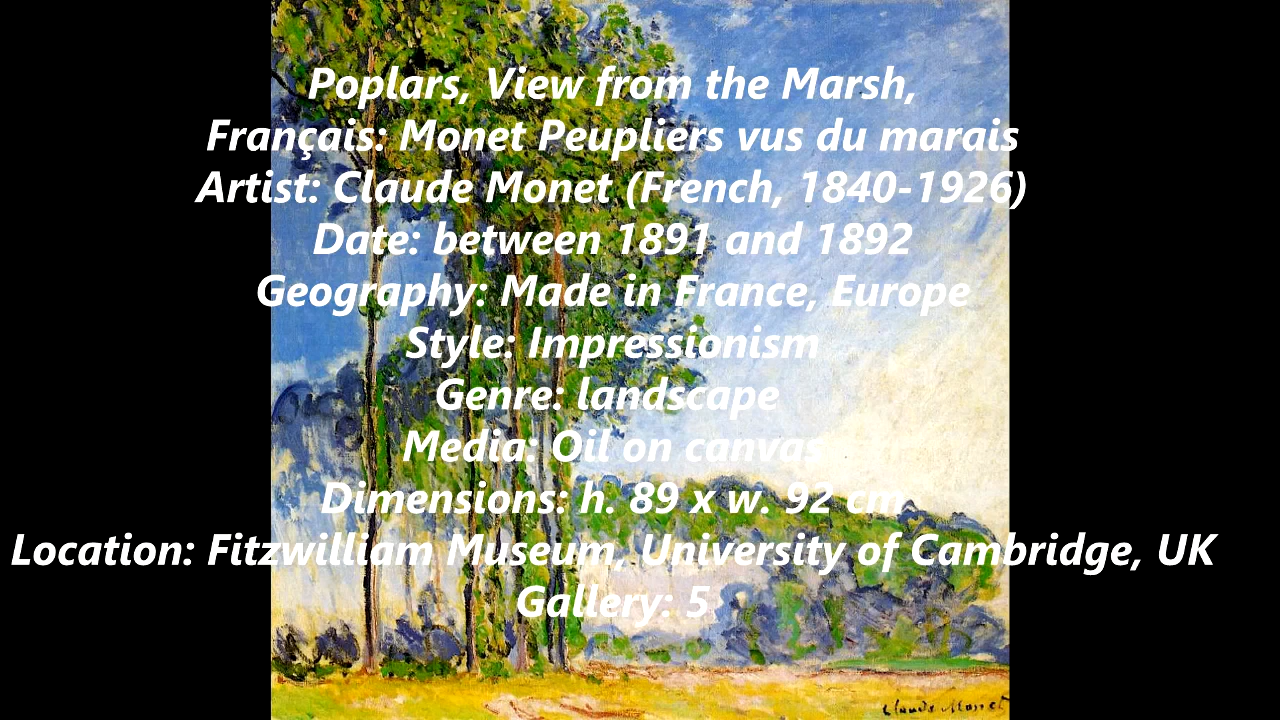 Poplars, View from the Marsh,
Français: Monet Peupliers vus du marais
Artist: Claude Monet (French, 1840-1926)
Date: between 1891 and 1892
Geography: Made in France, Europe
Style: Impressionism
Genre: landscape
Media: Oil on canvas
Dimensions: h. 89 x w. 92 cm
Location: Fitzwilliam Museum, University of Cambridge, UK
Gallery: 5
Claude Monet